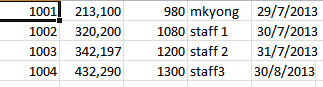 1001 213,100 980 mkyong 29/7/2013
1002 320,200 1080 staff 1 30/7/2013
1003 342,197 1200 staff 2 31/7/2013
1004 432,290 1300 staff3 30/8/2013